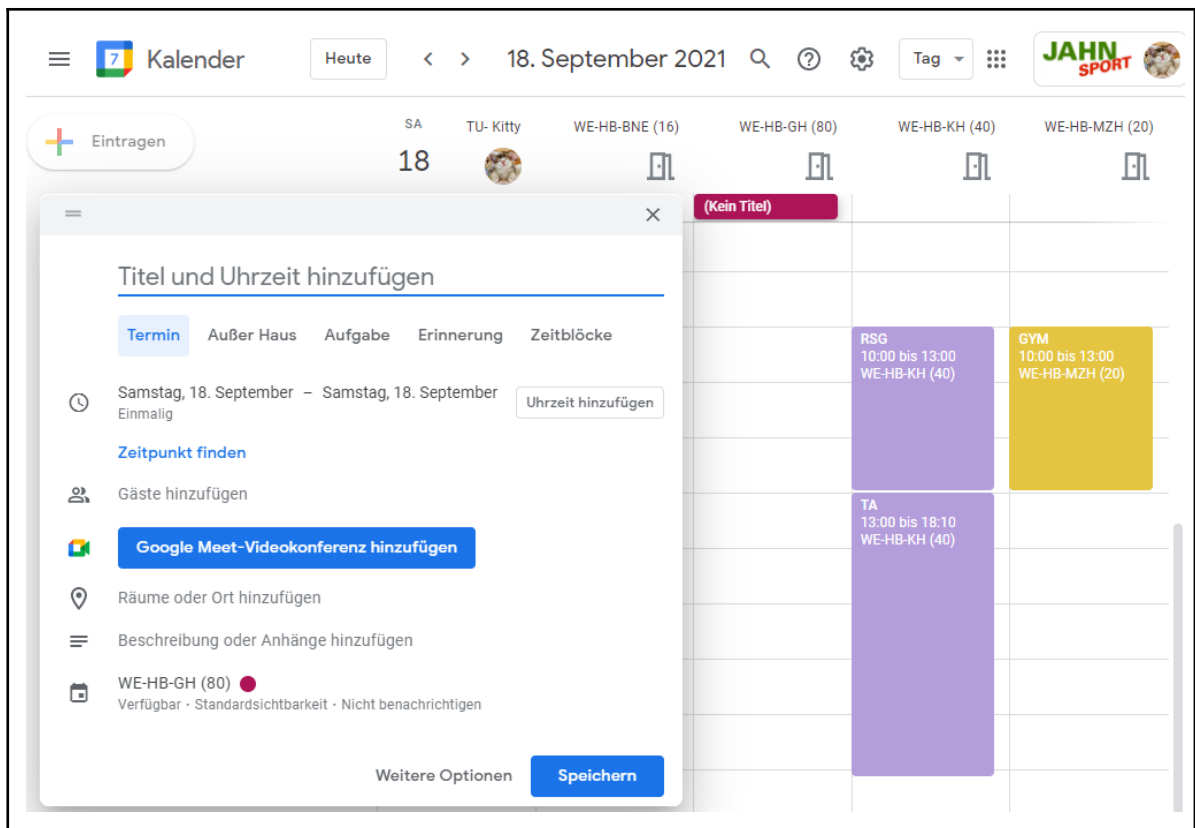 7 Kalender Heute 18. September 2021 Tag JAHN
SPORT
Eintragen
SA TU- Kitty WE-HB-BNE (16) WE-HB-GH (80) WE-HB-KH (40) WE-HB-MZH (20)
18
(Kein Titel)
Titel und Uhrzeit hinzufügen
Termin Außer Haus Aufgabe Erinnerung Zeitblöcke
Samstag, 18. September – Samstag, 18. September Uhrzeit hinzufügen
Einmalig
Zeitpunkt finden
Gäste hinzufügen
Google Meet-Videokonferenz hinzufügen
Räume oder Ort hinzufügen
Beschreibung oder Anhänge hinzufügen
WE-HB-GH (80)
Verfügbar · Standardsichtbarkeit · Nicht benachrichtigen
Weitere Optionen Speichern
RSG
10:00 bis 13:00
WE-HB-KH (40)
GYM
10:00 bis 13:00
WE-HB-MZH (20)
TA
13:00 bis 18:10
WE-HB-KH (40)